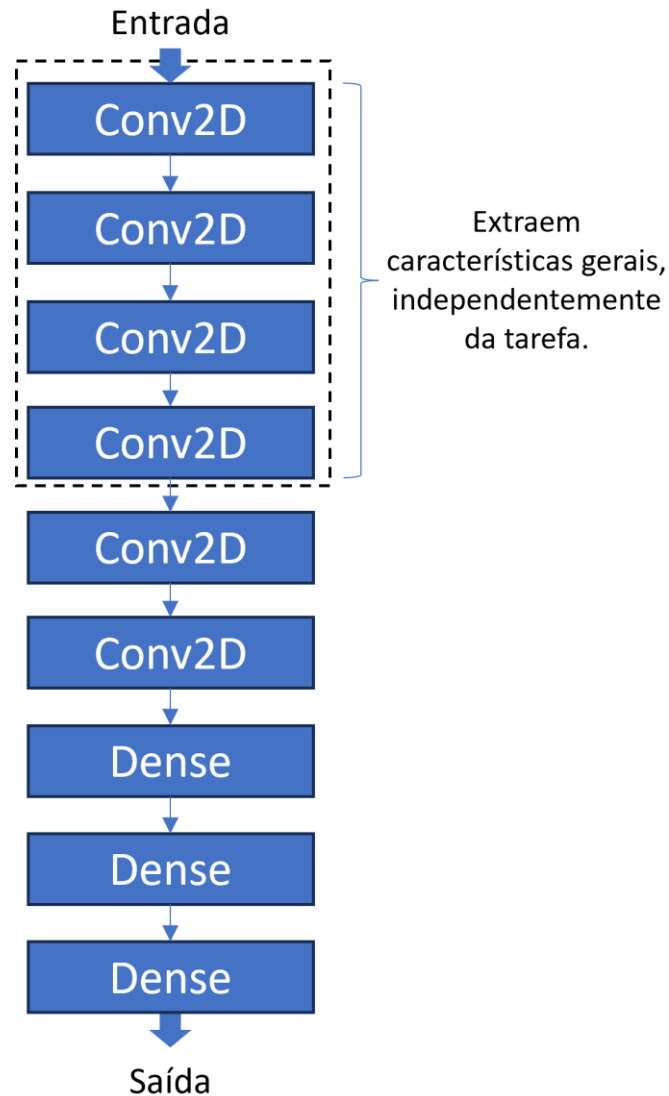 Entrada
Conv2D
Conv2D
Conv2D
Conv2D
Extraem
características gerais,
independentemente
da tarefa.
Conv2D
Conv2D
Dense
Dense
Dense
Saída